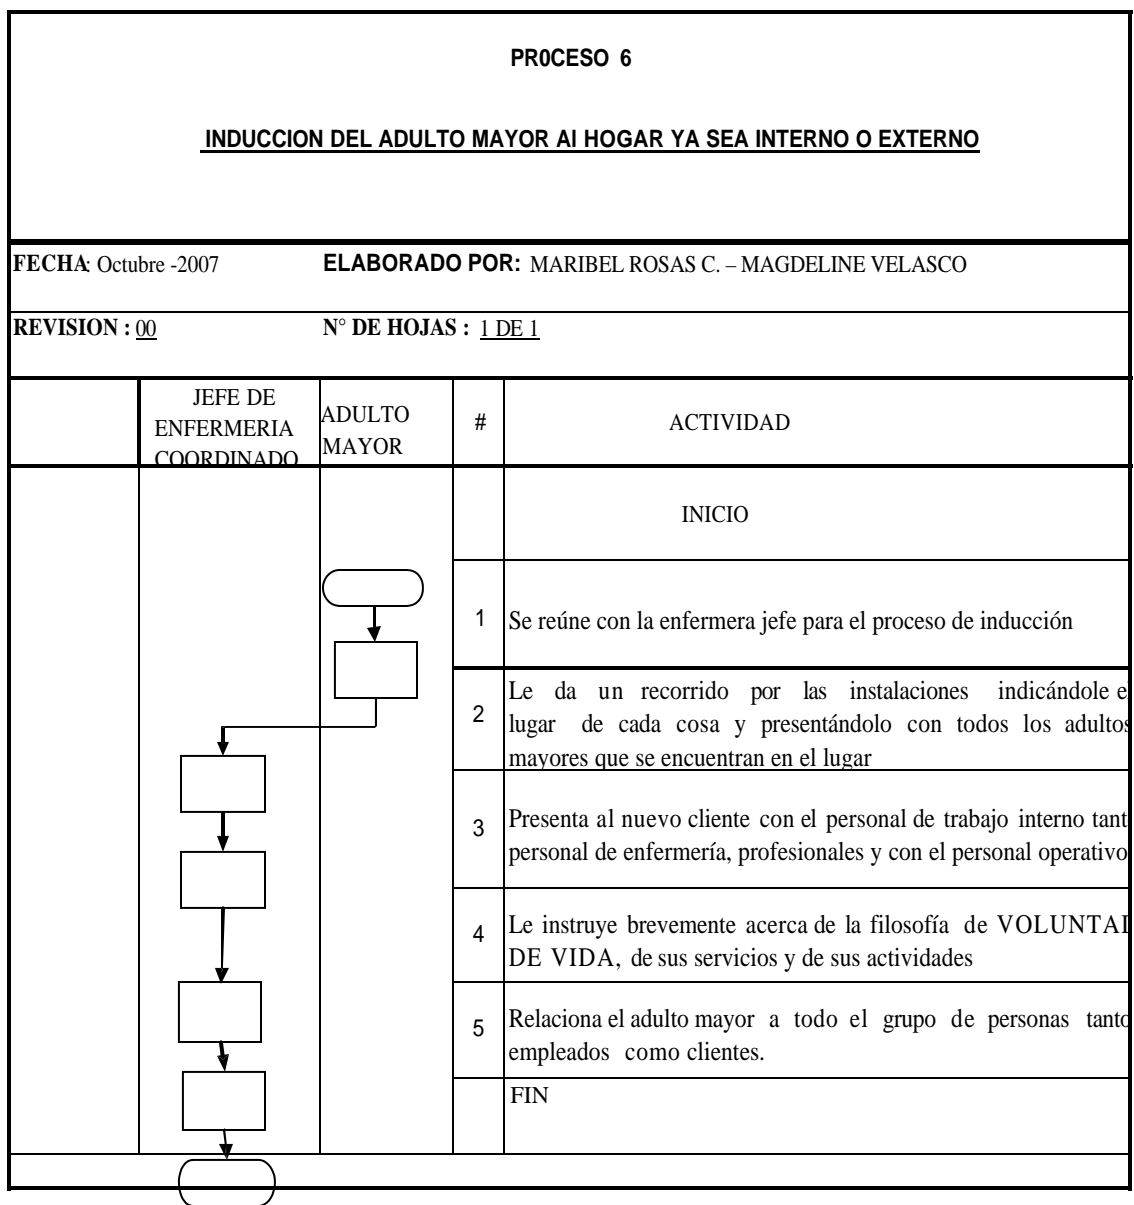 PR0CESO 6
INDUCCION DEL ADULTO MAYOR Al HOGAR YA SEA INTERNO O EXTERNO
FECHA: Octubre -2007 ELABORADO POR: MARIBEL ROSAS C. – MAGDELINE VELASCO
REVISION : 00 N° DE HOJAS : 1 DE 1
JEFE DE
ENFERMERIA
COORDINADO
ADULTO
MAYOR
#
ACTIVIDAD
INICIO
1 Se reúne con la enfermera jefe para el proceso de inducción
2
Le da un recorrido por las instalaciones indicándole e
lugar de cada cosa y presentándolo con todos los adultos
mayores que se encuentran en el lugar
3
Presenta al nuevo cliente con el personal de trabajo interno tant
personal de enfermería, profesionales y con el personal operativo
4
Le instruye brevemente acerca de la filosofía de VOLUNTAD
DE VIDA, de sus servicios y de sus actividades
5
Relaciona el adulto mayor a todo el grupo de personas tanto
empleados como clientes.
FIN